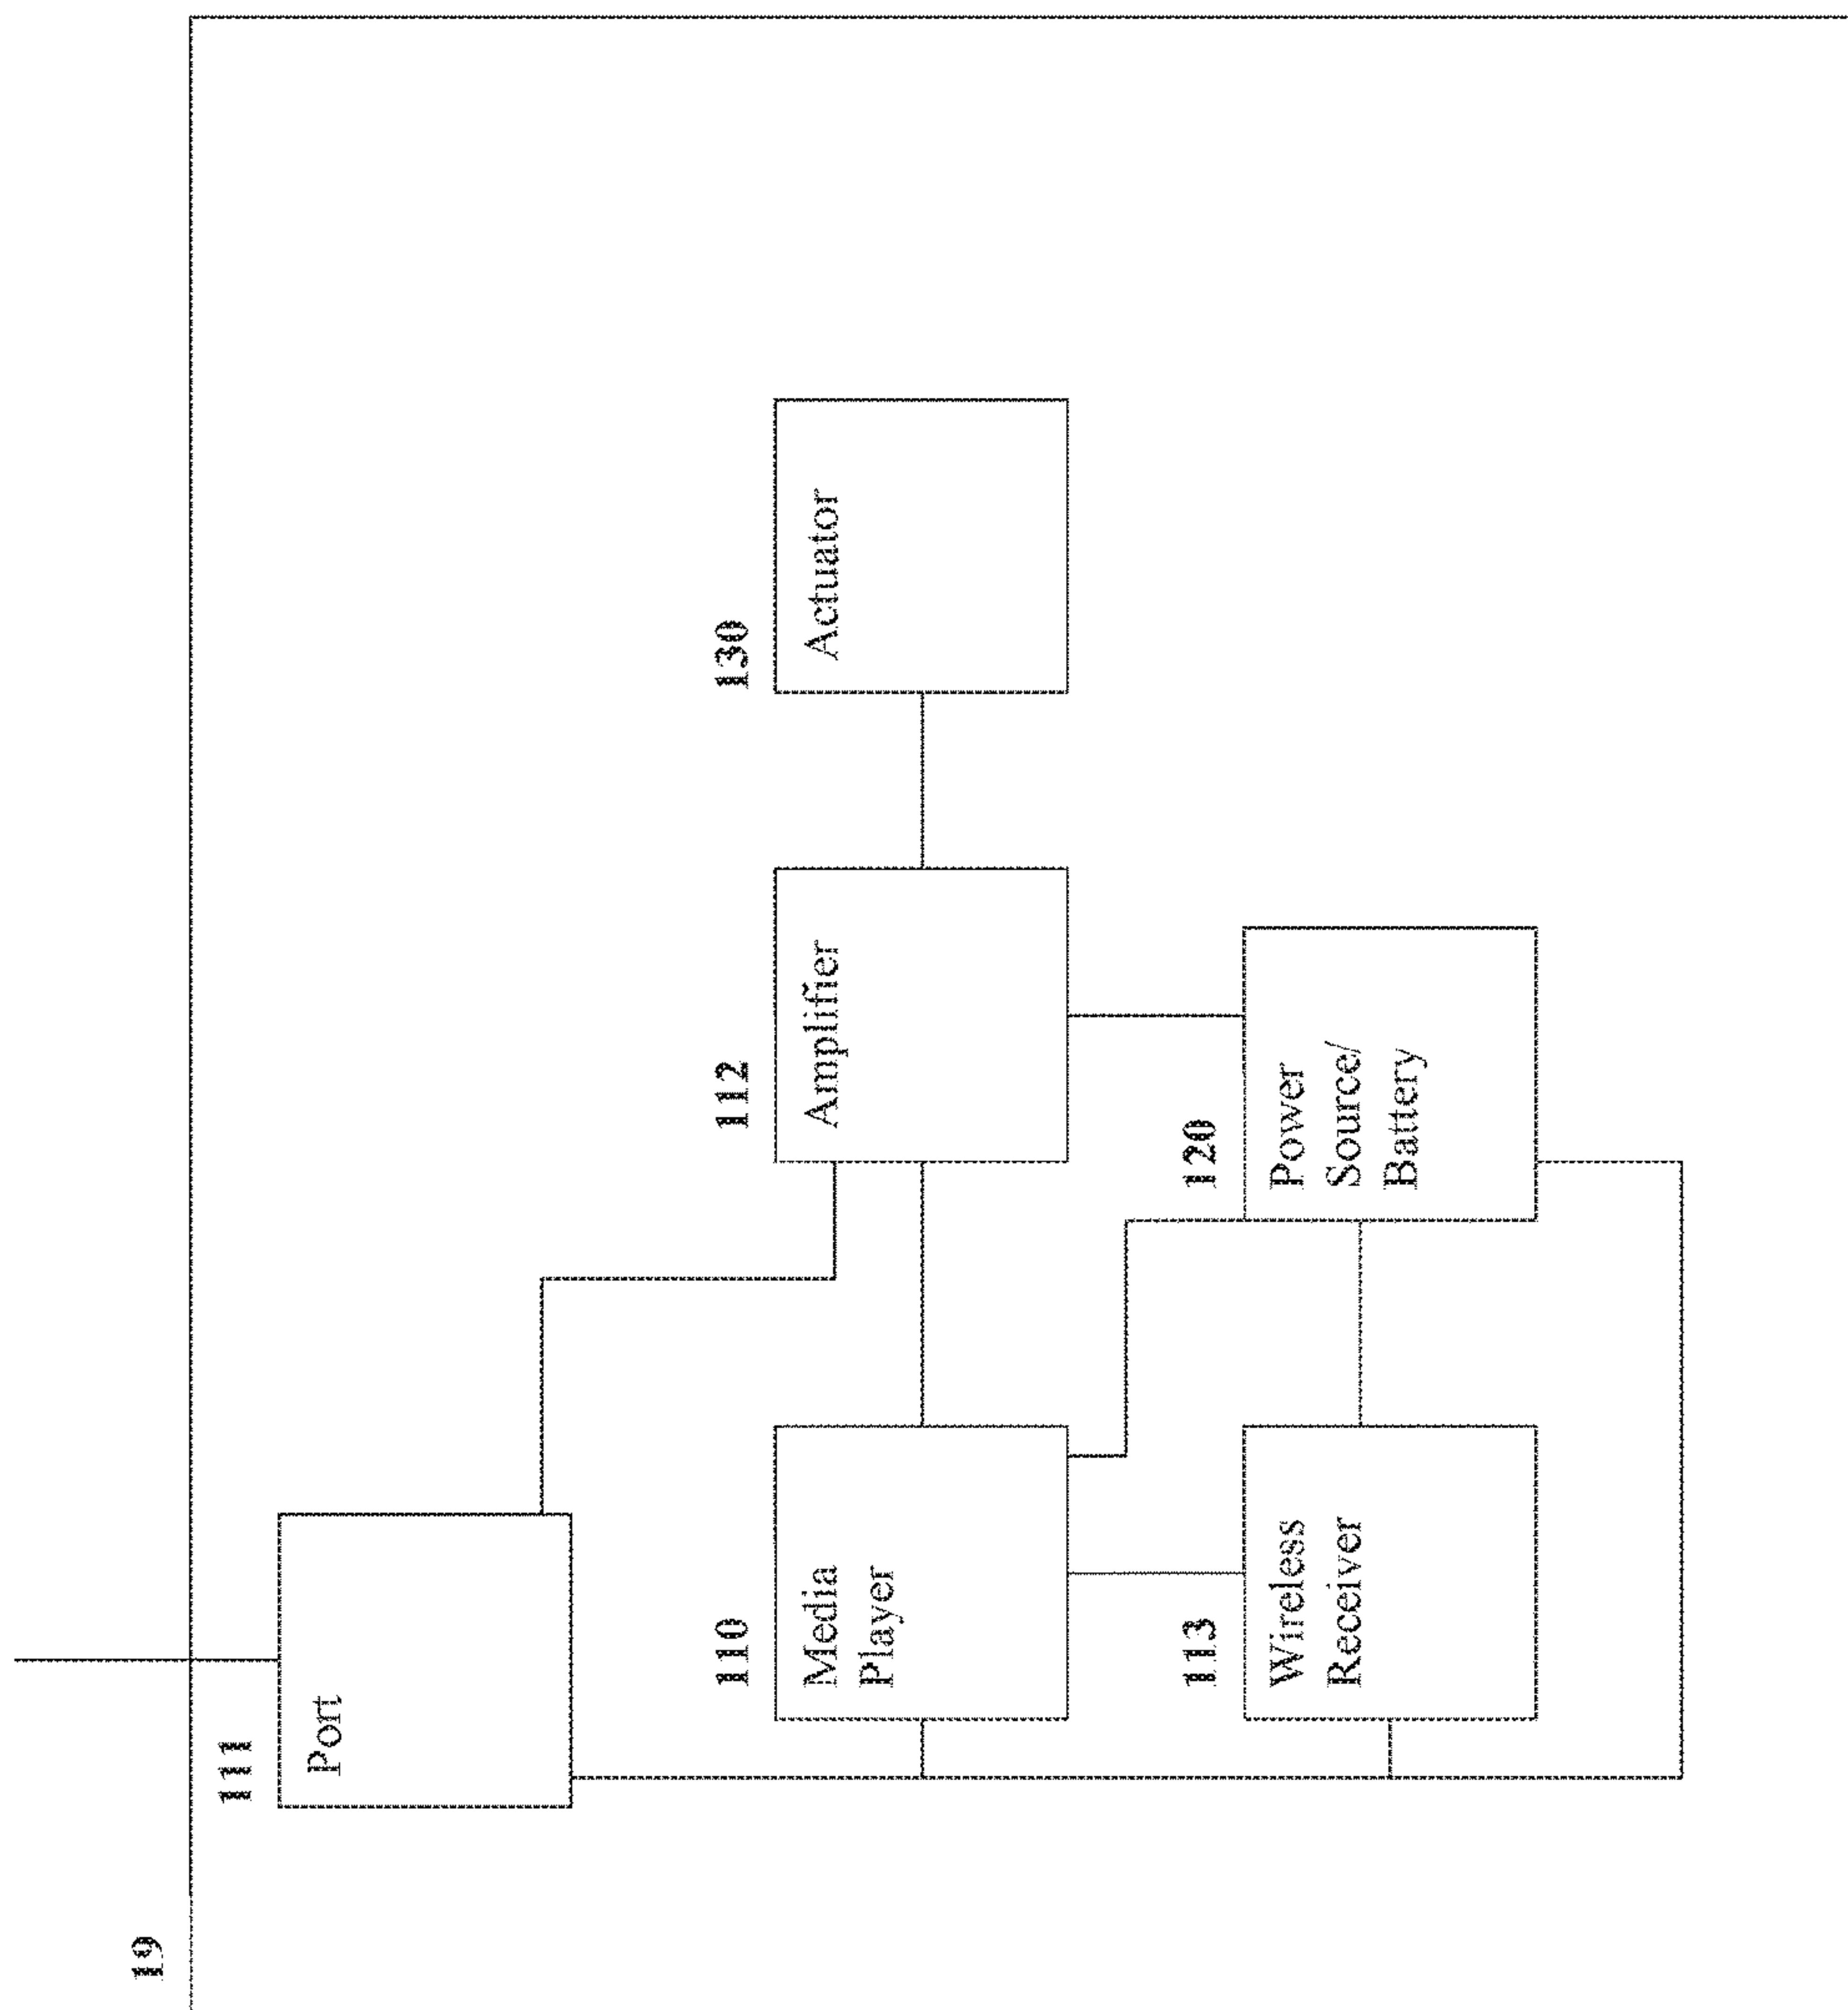 19
111
Port
110
Media
Player
112
Amplifier
130
Actuator
113
Wireless
Receiver
120
Power
Source/
Battery